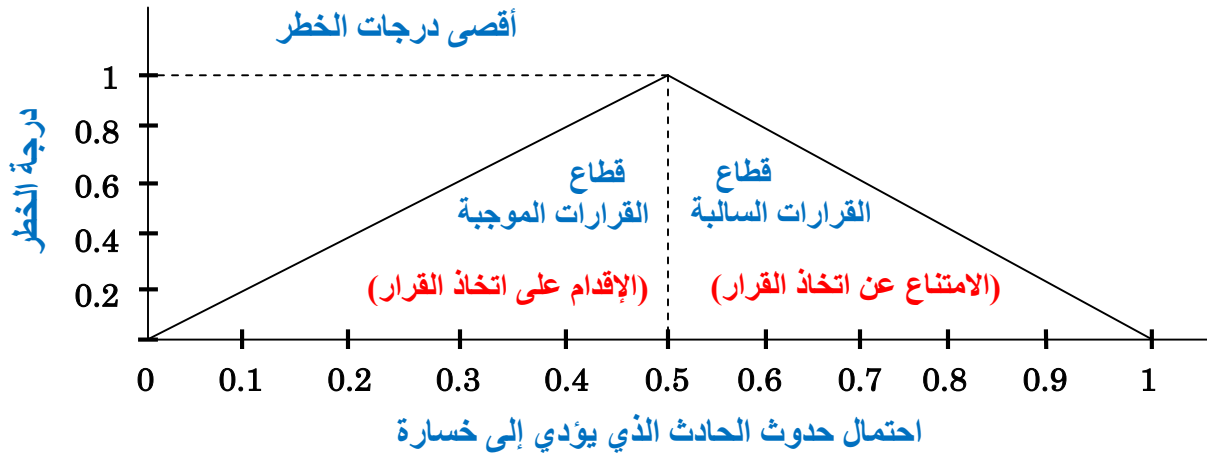 أقصى درجات الخطر
درجة الخطر
1
0.8
0.6
0.4
0.2
قطاع
القرارات الموجبة
(الإقدام على اتخاذ القرار)
قطاع
القرارات السالبة
(الامتناع عن اتخاذ القرار)
0 0.1 0.2 0.3 0.4 0.5 0.6 0.7 0.8 0.9 1
احتمال حدوث الحادث الذي يؤدي إلى خسارة